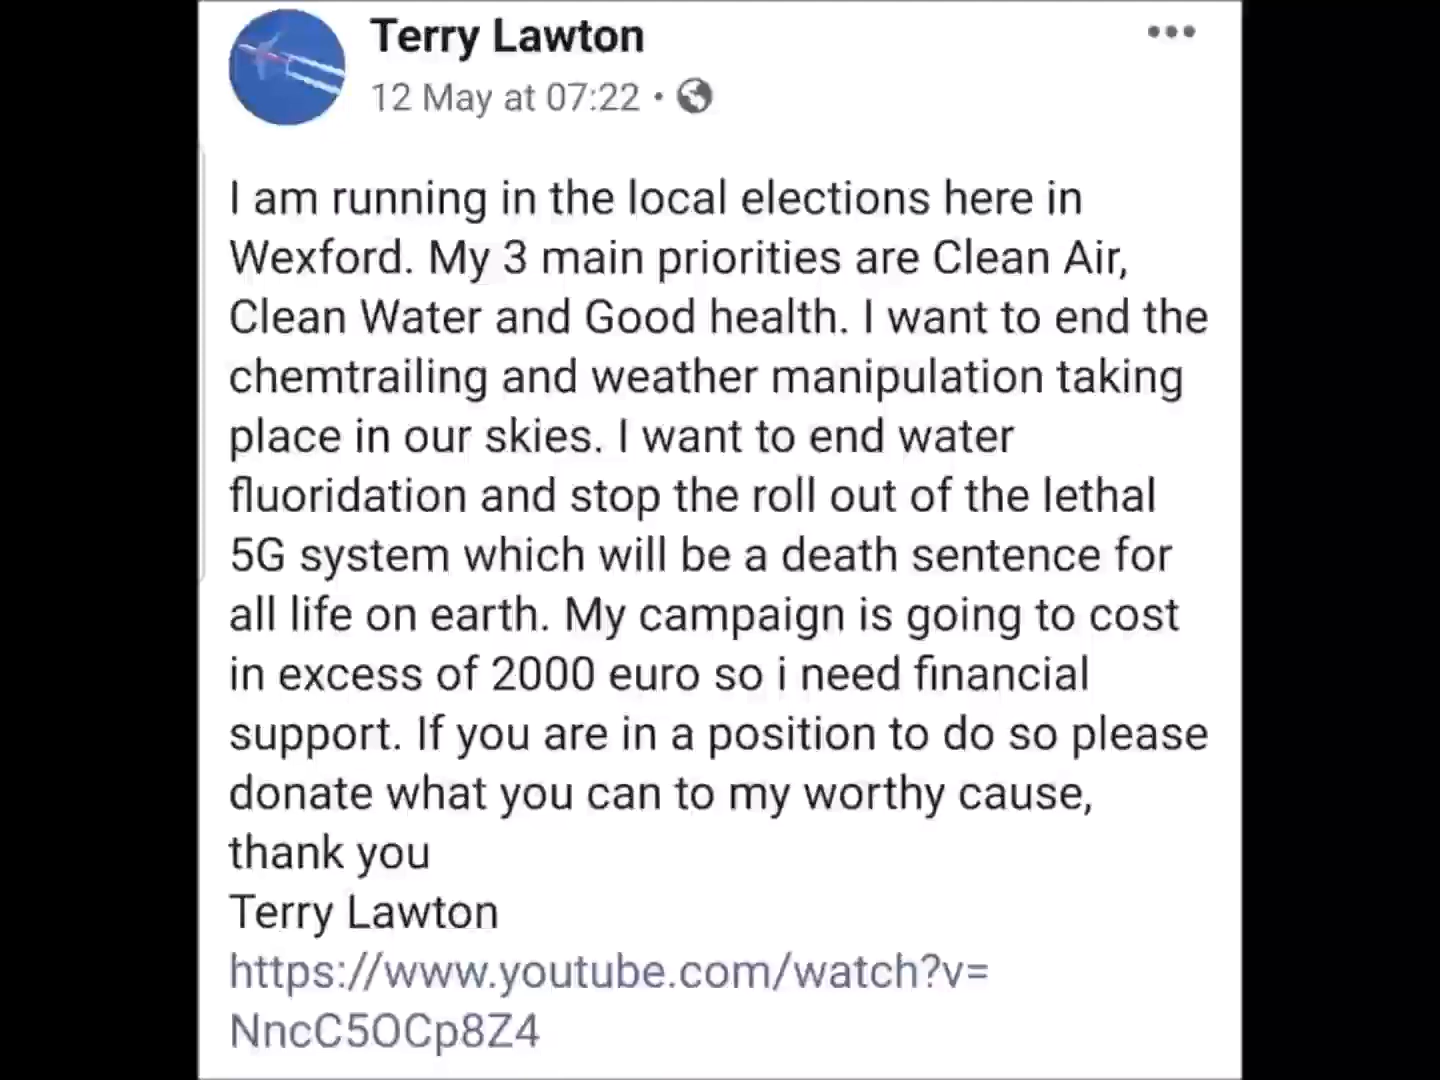 Terry Lawton
12 May at 07:22 •
I am running in the local elections here in
Wexford. My 3 main priorities are Clean Air,
Clean Water and Good health. I want to end the
chemtrailing and weather manipulation taking
place in our skies. I want to end water
fluoridation and stop the roll out of the lethal
5G system which will be a death sentence for
all life on earth. My campaign is going to cost
in excess of 2000 euro so i need financial
support. If you are in a position to do so please
donate what you can to my worthy cause,
thank you
Terry Lawton
https://www.youtube.com/watch?v=
NncC5OCp8Z4